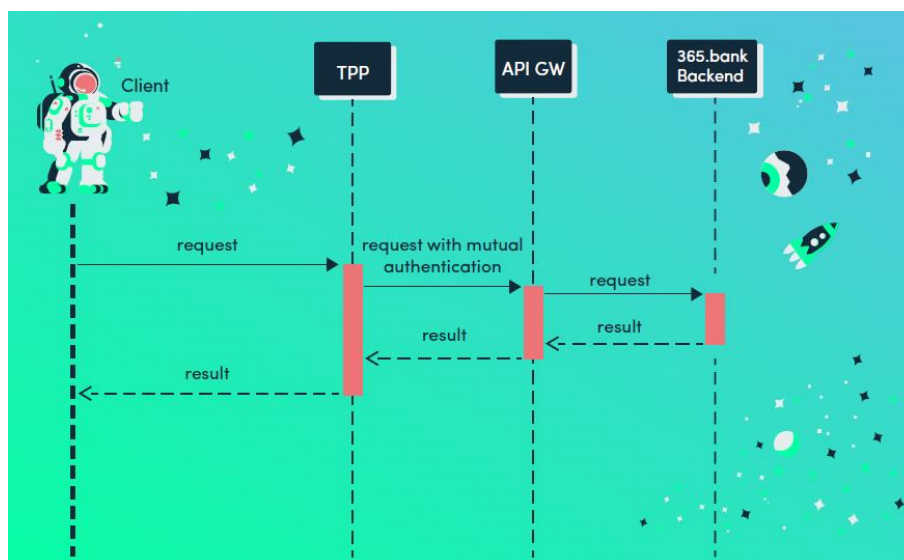 Client
TPP
API GW
365.bank
Backend
request
request with mutual
authentication
request
result
result
result